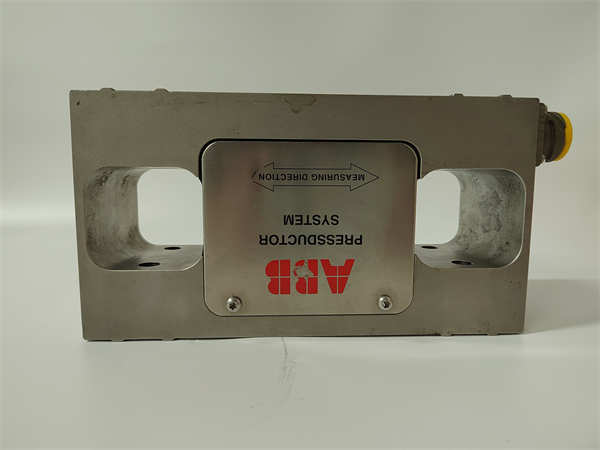 ABB
PRESSDUCTOR
SYSTEM
MEASURING DIRECTION